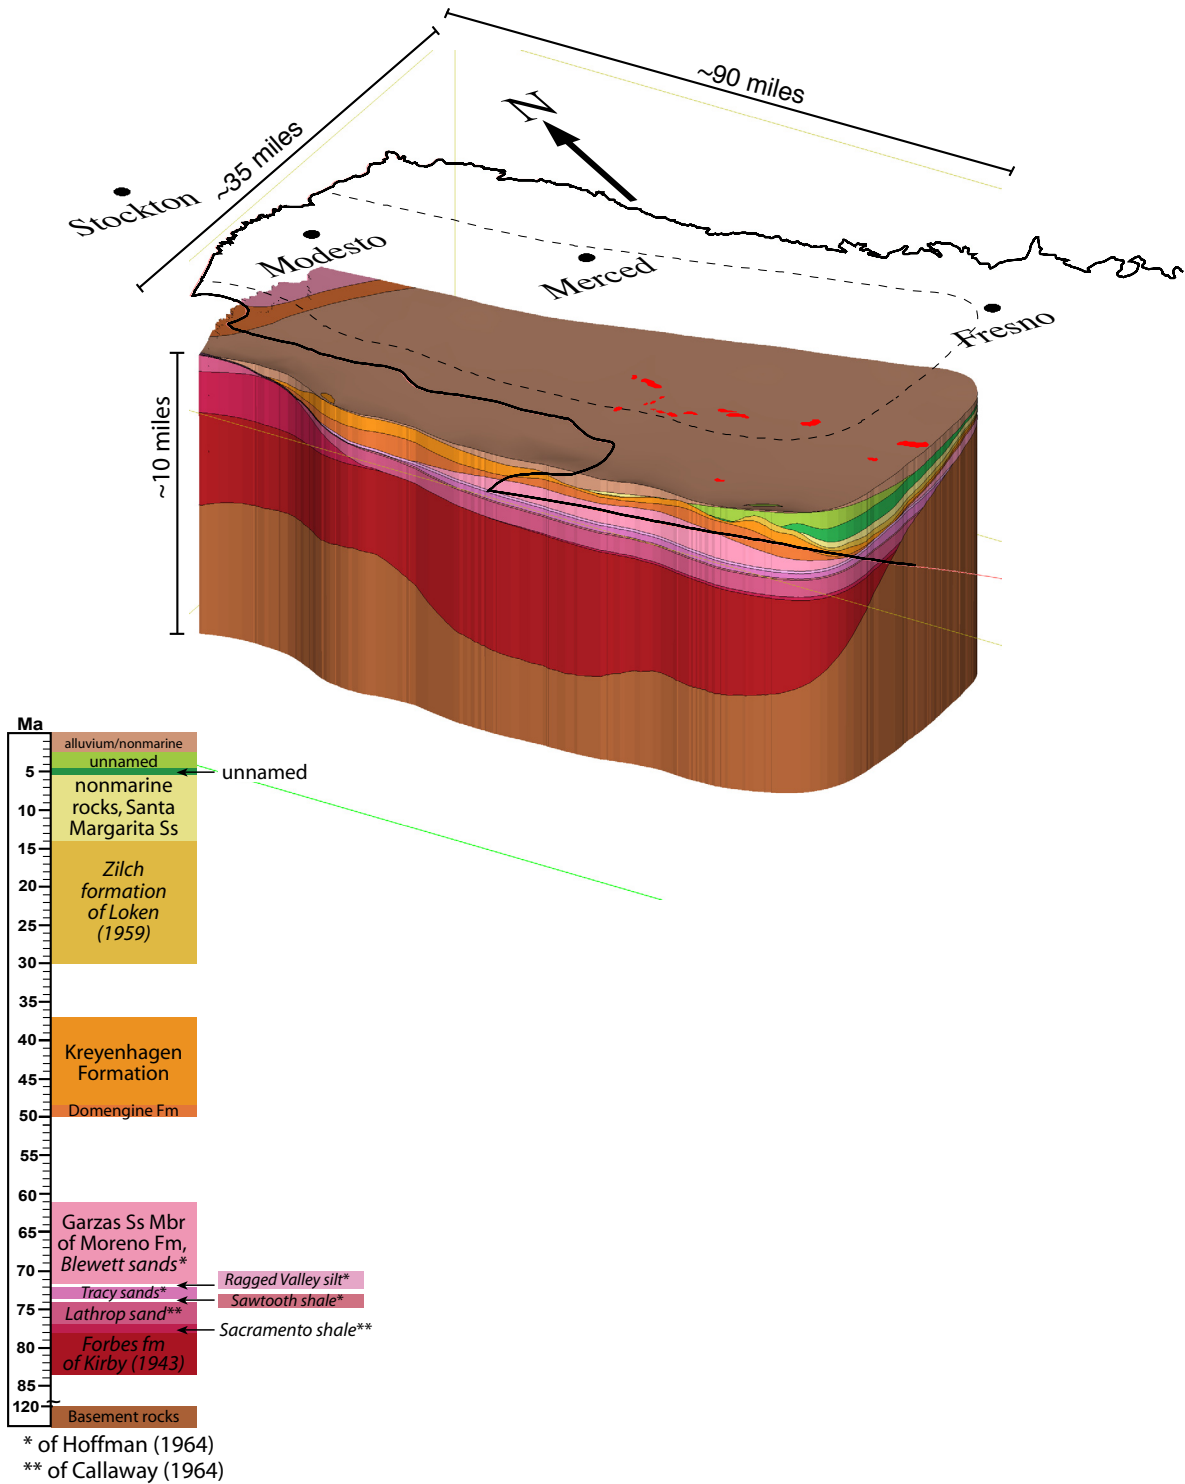 ~90 miles
N
~35 miles
Stockton
Modesto
Merced
Fresno
~10 miles
Ma
alluvium/nonmarine
unnamed
5
unnamed
nonmarine
rocks, Santa
Margarita Ss
10
15
Zilch
formation
of Loken
(1959)
20
25
30
35
40
Kreyenhagen
Formation
45
Domengine Fm
50
55
60
Garzas Ss Mbr
of Moreno Fm,
Blewett sands*
65
70
Ragged Valley silt*
Tracy sands*
Sawtooth shale*
75
Lathrop sand**
Sacramento shale**
Forbes fm
of Kirby (1943)
80
85
120
~
Basement rocks
* of Hoffman (1964)
** of Callaway (1964)